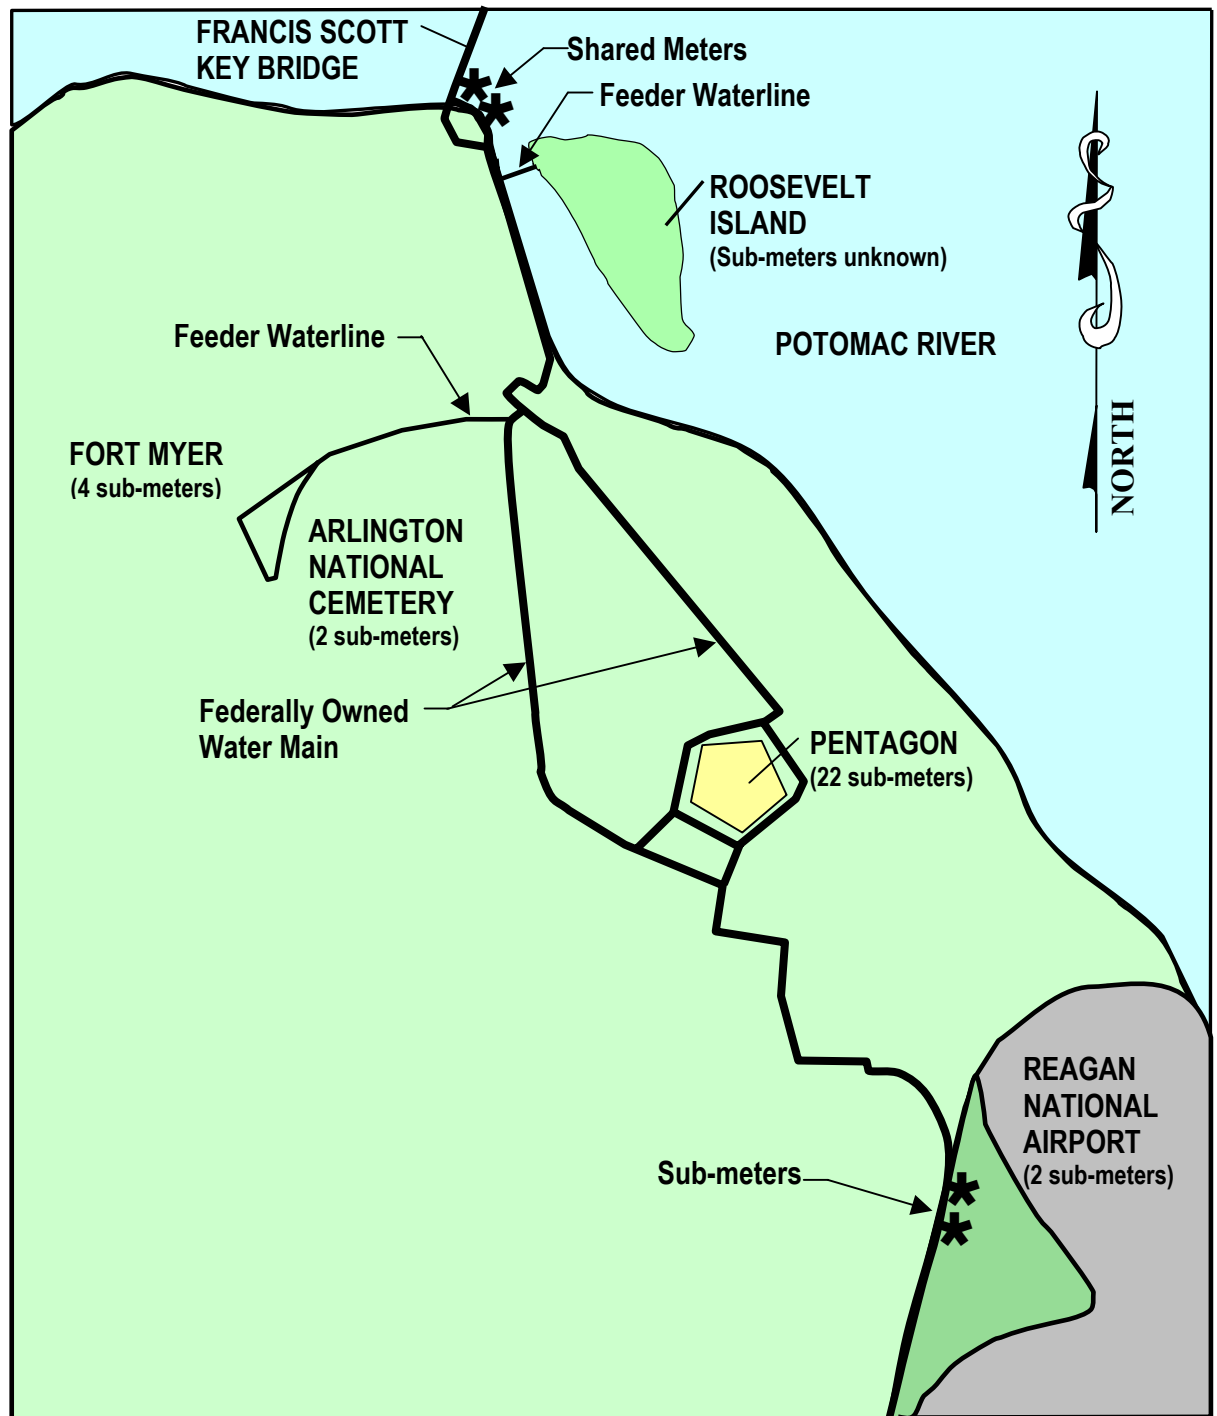 FRANCIS SCOTT
KEY BRIDGE
Shared Meters
Feeder Waterline
ROOSEVELT
ISLAND
(Sub-meters unknown)
POTOMAC RIVER
NORTH
Feeder Waterline
FORT MYER
(4 sub-meters)
ARLINGTON
NATIONAL
CEMETERY
(2 sub-meters)
Federally Owned
Water Main
PENTAGON
(22 sub-meters)
REAGAN
NATIONAL
AIRPORT
(2 sub-meters)
Sub-meters